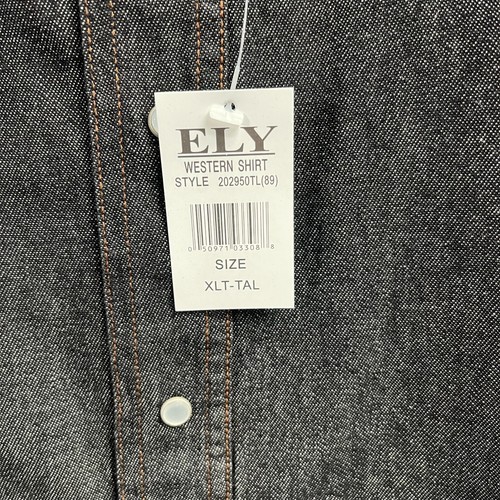 ELY
WESTERN SHIRT
STYLE 202950TL(89)
0 50971 03308 8
SIZE
XLT-TAL